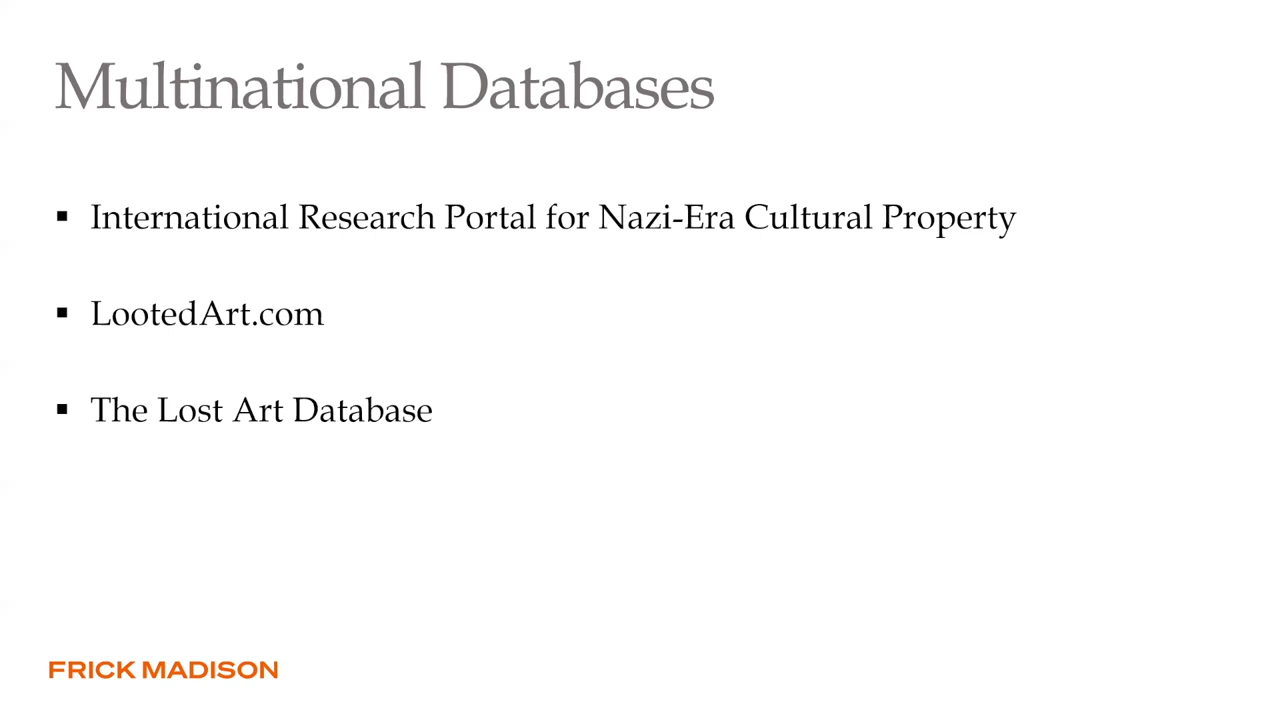 Multinational Databases
▪ International Research Portal for Nazi-Era Cultural Property
▪ LootedArt.com
▪ The Lost Art Database
FRICK MADISON